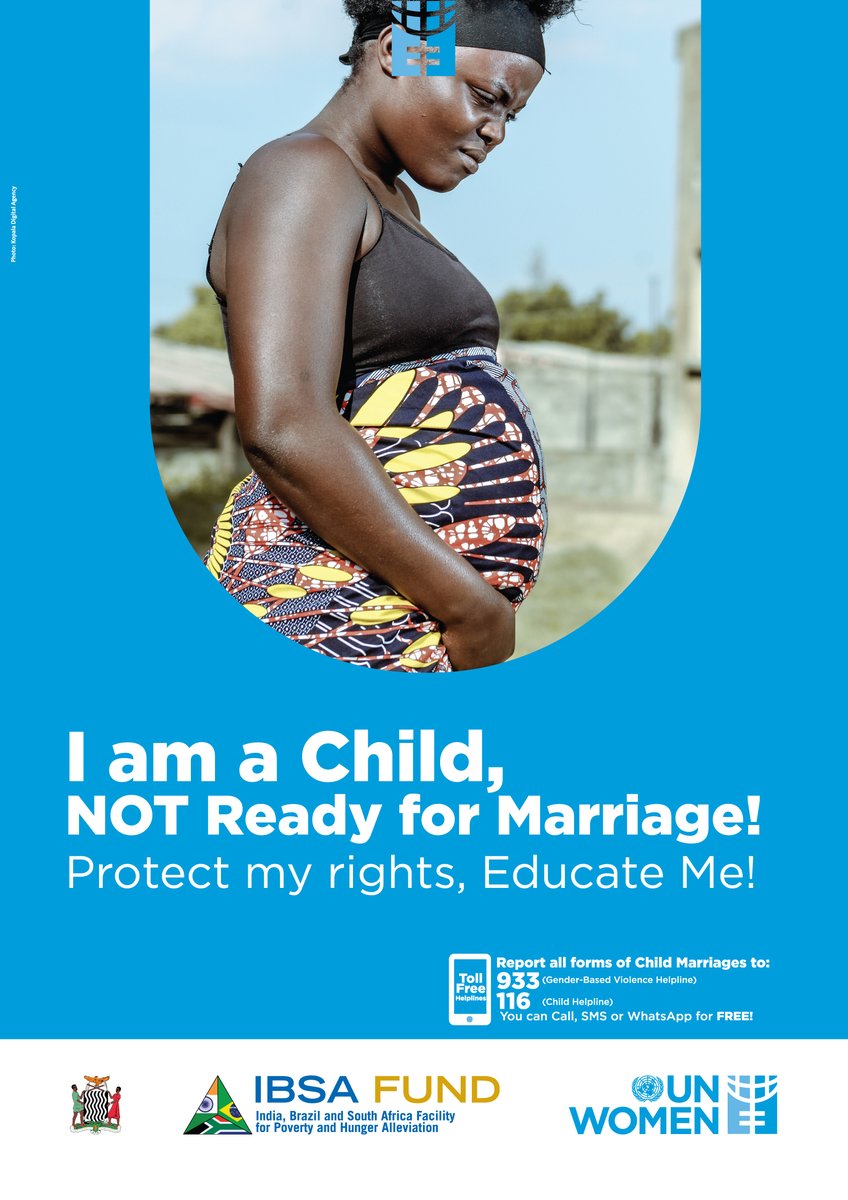 Photo: Kopala Digital Agency
I am a Child,
NOT Ready for Marriage!
Protect my rights, Educate Me!
Toll
Free
Helplines
Report all forms of Child Marriages to:
933 (Gender-Based Violence Helpline)
116 (Child Helpline)
You can Call, SMS or WhatsApp for FREE!
IBSA FUND
India, Brazil and South Africa Facility
for Poverty and Hunger Alleviation
UN
WOMEN